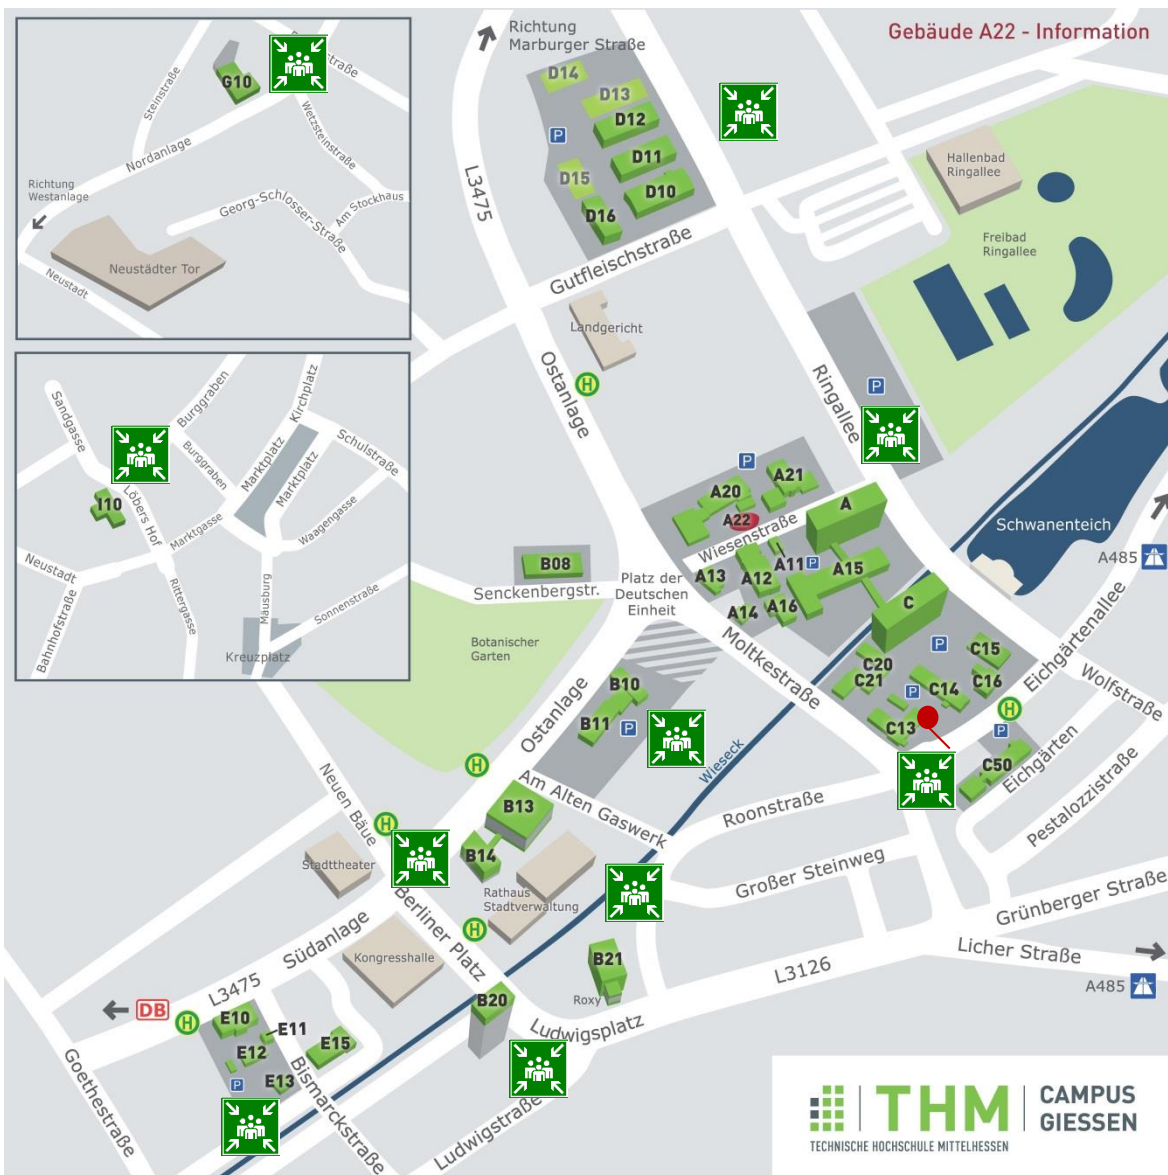 Gebäude A22 - Information
Richtung
Marburger Straße
G10
Steinstraße
Nordanlage
Wetzsteinstraße
Richtung
Westanlage
Georg-Schlosser-Straße
Am Stockhaus
Neustädter Tor
Neustadt
D14
D13
D12
P
D11
D15
D10
D16
L3475
Gutfleischstraße
Hallenbad
Ringallee
Freibad
Ringallee
Landgericht
H
Ostanlage
Ringallee
P
Sandgasse
Burggraben
Kirchplatz
Burggraben
Marktplatz
Marktplatz
Schulstraße
I10
Löbers Hof
Marktgasse
Waagengasse
Neustadt
Bahnhofstraße
Rittergasse
Mäusburg
Sonnenstraße
Kreuzplatz
P
A20
A21
A22
A
Wiesenstraße
A11
P
A13
A12
A15
A14
A16
Schwanenteich
A485
B08
Senckenbergstr.
Platz der
Deutschen
Einheit
Botanischer
Garten
C
Moltkestraße
P
C15
C20
C21
P
C14
C16
C13
H
P
C50
Eichgärtenallee
Wolfstraße
Eichgärten
Pestalozzistraße
B10
B11
P
Ostanlage
Wieseck
H
Am Alten Gaswerk
Roonstraße
B13
Neuen Bäue
H
B14
Stadttheater
Rathaus
Stadtverwaltung
Großer Steinweg
Grünberger Straße
Berliner Platz
H
Südanlage
Kongresshalle
Licher Straße
B21
L3126
A485
Roxy
L3475
DB
H
B20
Ludwigsplatz
E10
E11
E12
E15
E13
P
Goethestraße
Bismarckstraße
Ludwigstraße
THM
CAMPUS
GIESSEN
TECHNISCHE HOCHSCHULE MITTELHESSEN